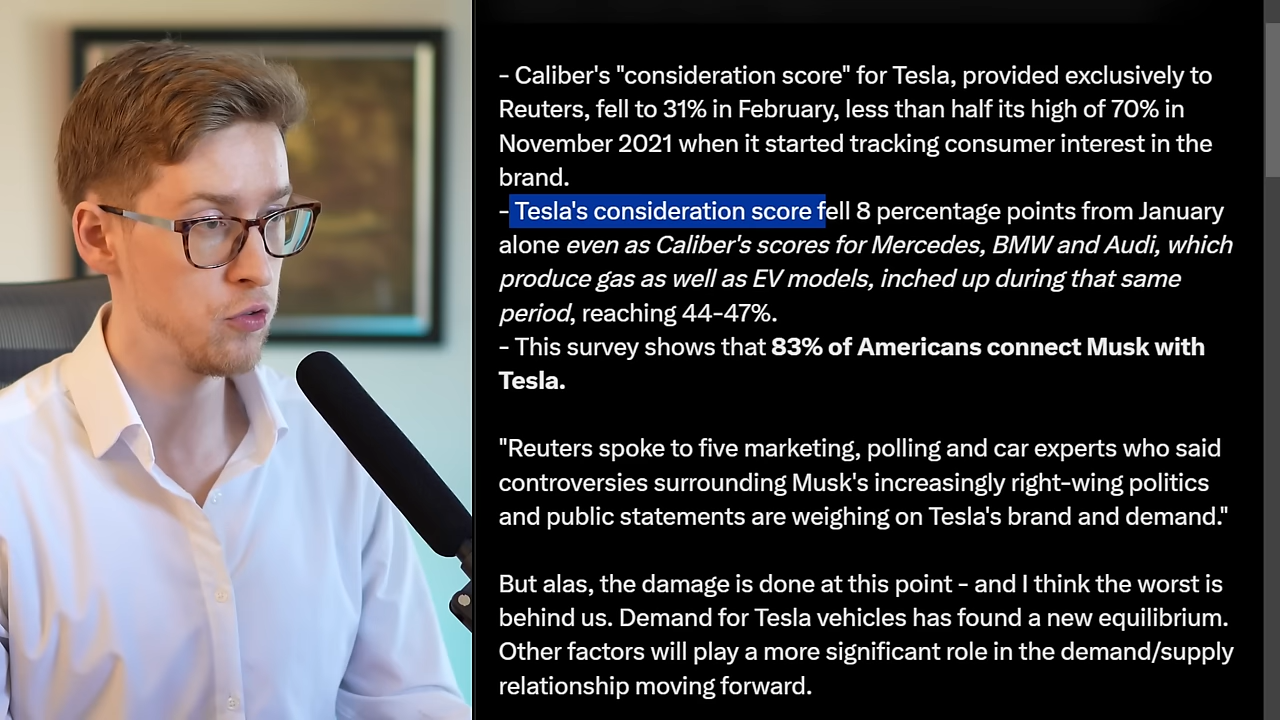 - Caliber's "consideration score" for Tesla, provided exclusively to
Reuters, fell to 31% in February, less than half its high of 70% in
November 2021 when it started tracking consumer interest in the
brand.
- Tesla's consideration score fell 8 percentage points from January
alone even as Caliber's scores for Mercedes, BMW and Audi, which
produce gas as well as EV models, inched up during that same
period, reaching 44-47%.
- This survey shows that 83% of Americans connect Musk with
Tesla.
"Reuters spoke to five marketing, polling and car experts who said
controversies surrounding Musk's increasingly right-wing politics
and public statements are weighing on Tesla's brand and demand."
But alas, the damage is done at this point - and I think the worst is
behind us. Demand for Tesla vehicles has found a new equilibrium.
Other factors will play a more significant role in the demand/supply
relationship moving forward.